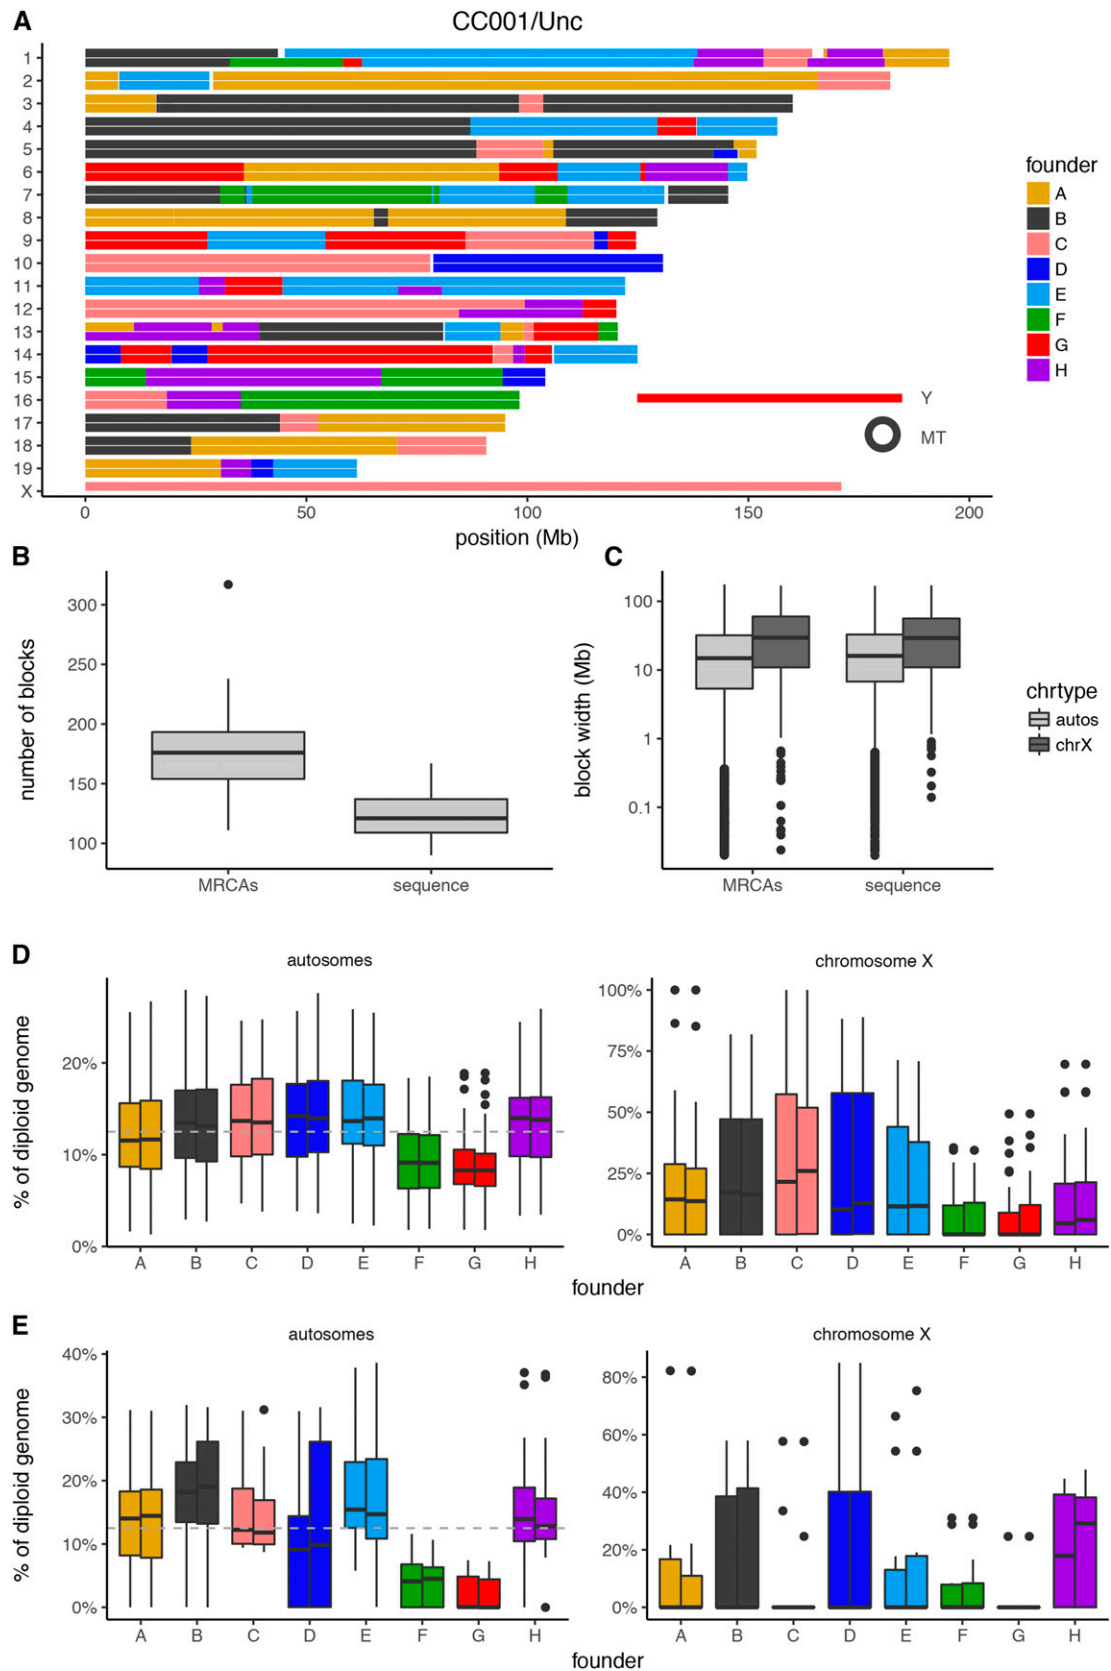 A
CC001/Unc
1
2
3
4
5
6
7
8
9
10
11
12
13
14
15
16
17
18
19
X
Y
MT
0 50 100 150 200
position (Mb)
founder
A
B
C
D
E
F
G
H
B
number of blocks
300
250
200
150
100
MRCAs sequence
C
block width (Mb)
100
10
1
0.1
MRCAs sequence
chrtype
autos
chrX
D
autosomes chromosome X
% of diploid genome
20%
10%
0%
A B C D E F G H
100%
75%
50%
25%
0%
A B C D E F G H
founder
E
autosomes chromosome X
% of diploid genome
40%
30%
20%
10%
0%
A B C D E F G H
80%
60%
40%
20%
0%
A B C D E F G H
founder